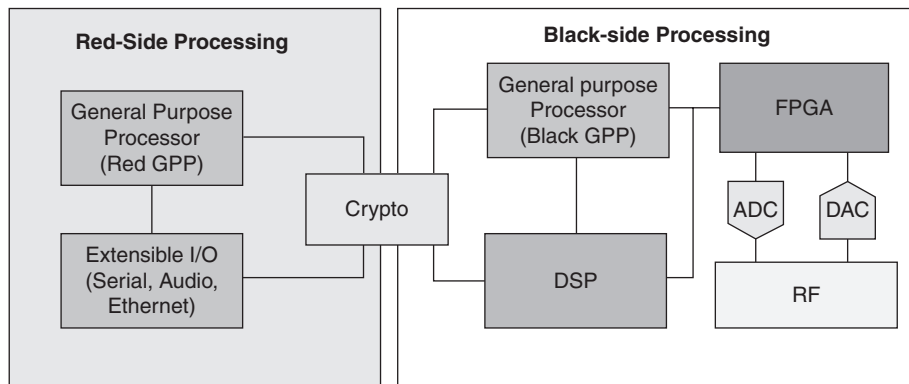 Red-Side Processing
General Purpose
Processor
(Red GPP)
Extensible I/O
(Serial, Audio,
Ethernet)
Crypto
Black-side Processing
General purpose
Processor
(Black GPP)
DSP
FPGA
ADC
DAC
RF